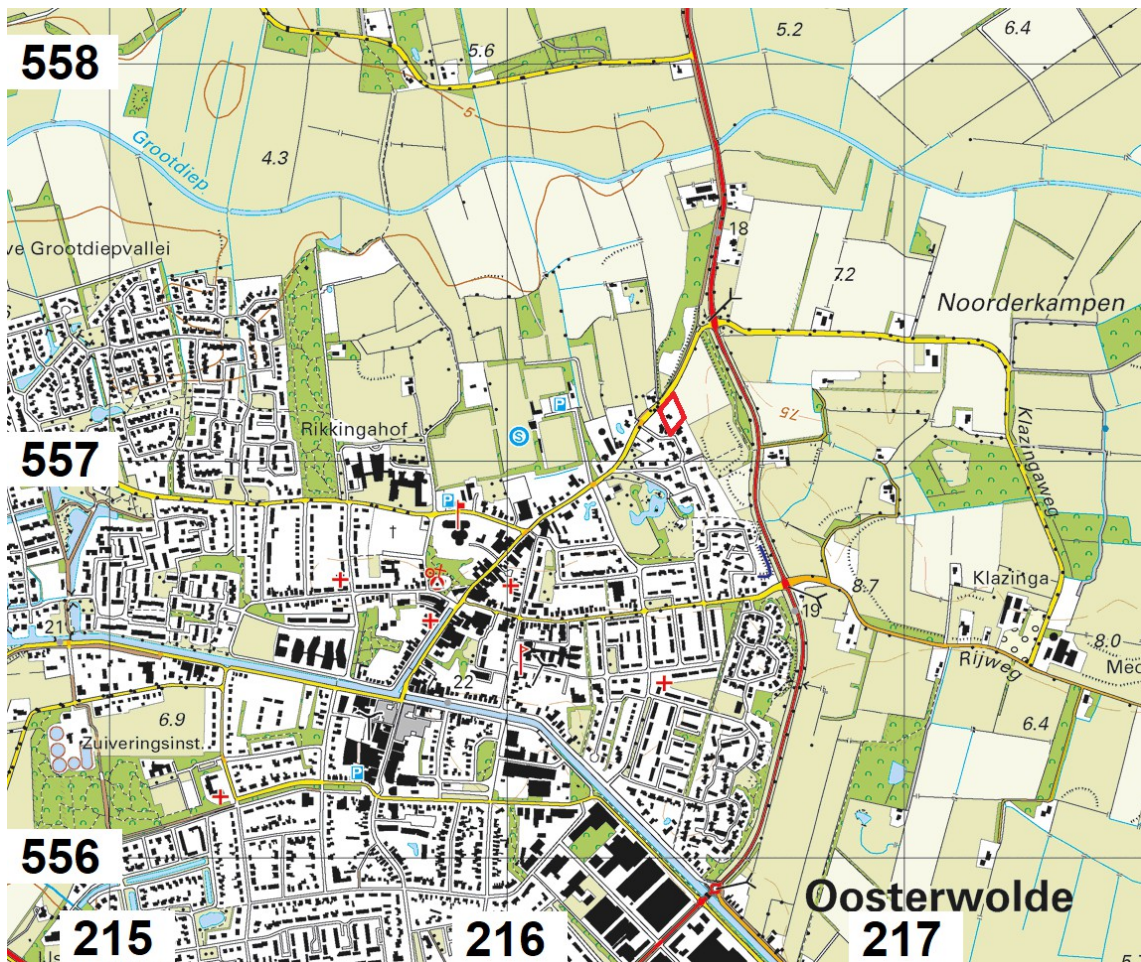 558
5.6
5.2
6.4
5
4.3
Grootdiep
18
ve Grootdiepvallei
7.2
Noorderkampen
P
7.5
Rikkingahof
S
Klazingaweg
557
P
8.7
Klazinga
19
21
8.0
Rijweg
Med
22
6.9
6.4
Zuiveringsinst.
P
556
Oosterwolde
215
216
217